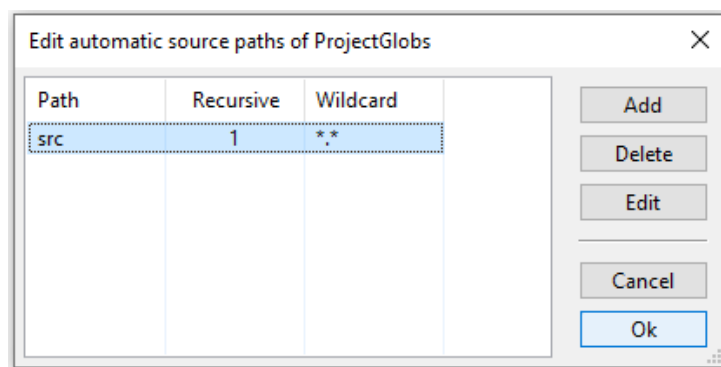 Edit automatic source paths of ProjectGlobs
Path Recursive Wildcard
src 1 *.*
Add
Delete
Edit
Cancel
Ok